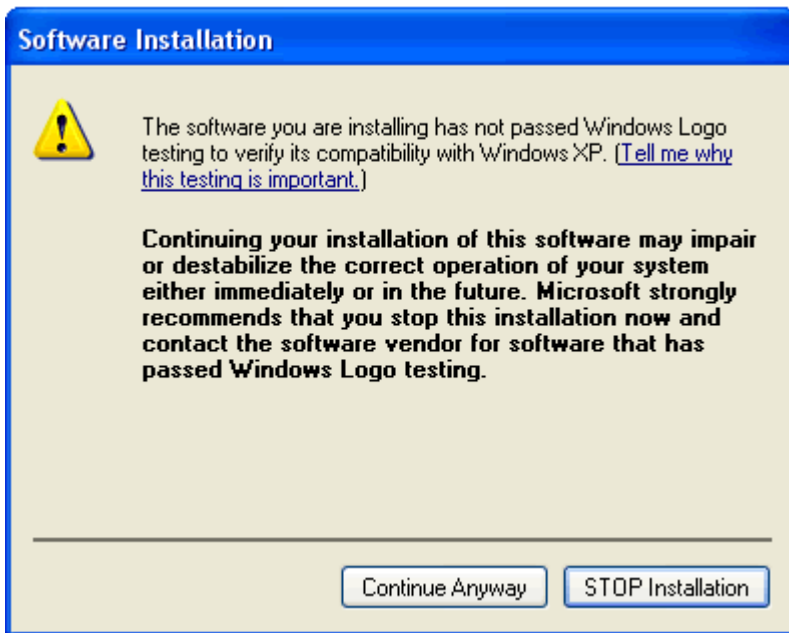 Software Installation
The software you are installing has not passed Windows Logo
testing to verify its compatibility with Windows XP. (Tell me why
this testing is important.)
Continuing your installation of this software may impair
or destabilize the correct operation of your system
either immediately or in the future. Microsoft strongly
recommends that you stop this installation now and
contact the software vendor for software that has
passed Windows Logo testing.
Continue Anyway
STOP Installation